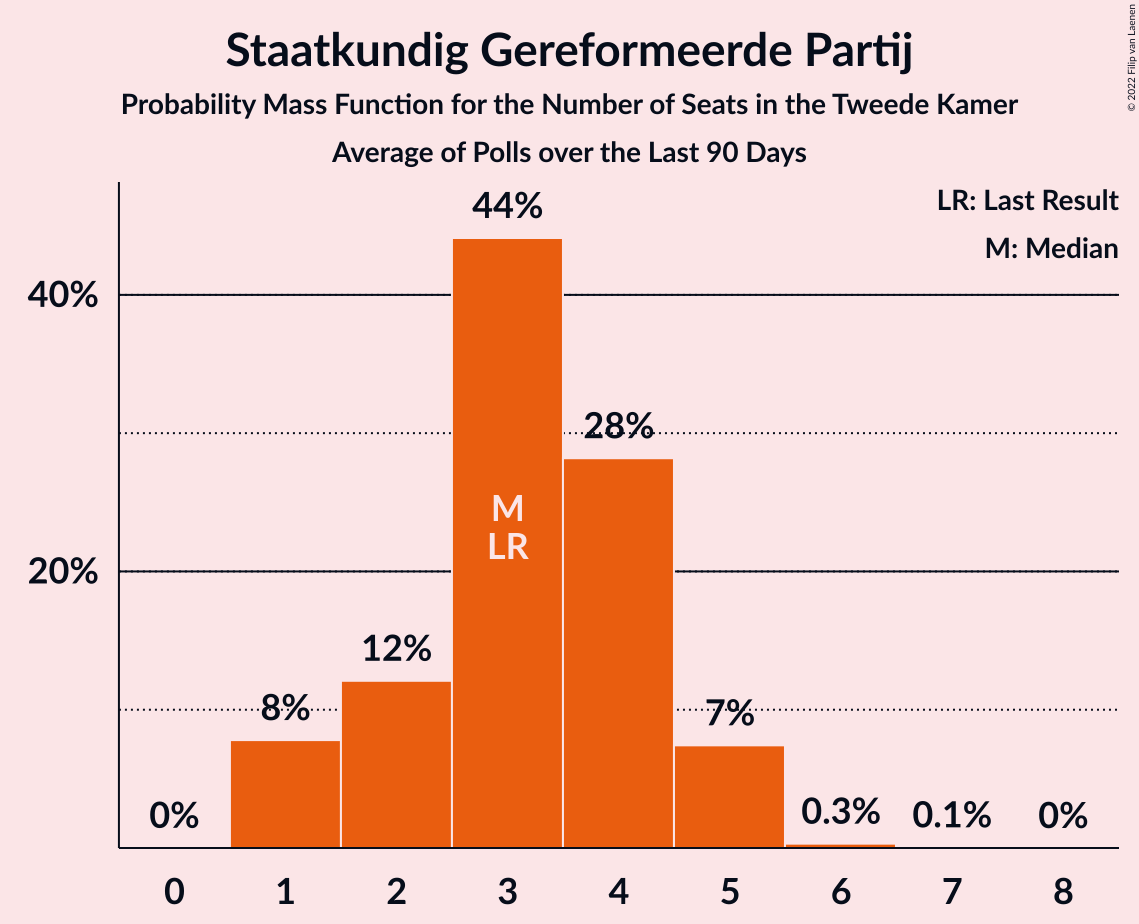 Staatkundig Gereformeerde Partij
Probability Mass Function for the Number of Seats in the Tweede Kamer
Average of Polls over the Last 90 Days
© 2022 Filip van Laenen
LR: Last Result
M: Median
44%
40%
28%
M
LR
20%
12%
8%
7%
0%
0.3%
0.1%
0%
0 1 2 3 4 5 6 7 8